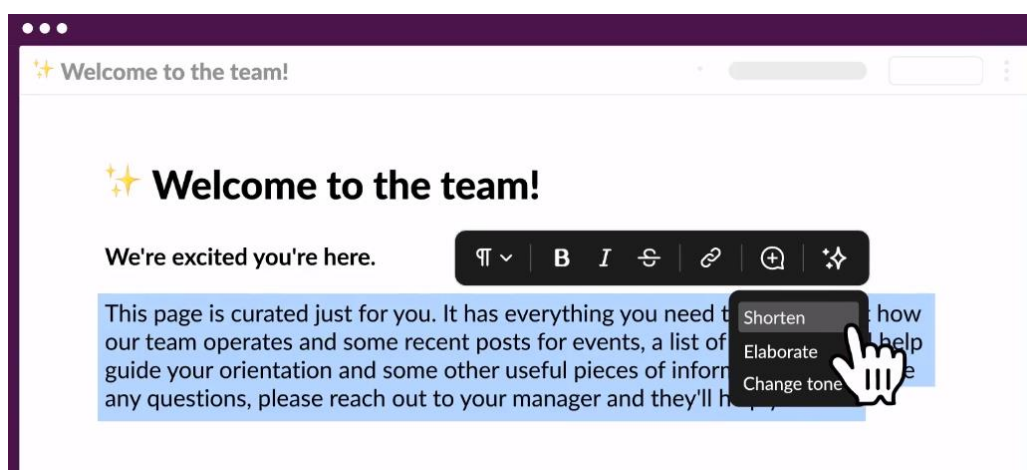 Welcome to the team!
Welcome to the team!
We're excited you're here.
B I S
This page is curated just for you. It has everything you need how
Shorten
our team operates and some recent posts for events, a list of help
Elaborate
guide your orientation and some other useful pieces of
Change tone
any questions, please reach out to your manager and they'll